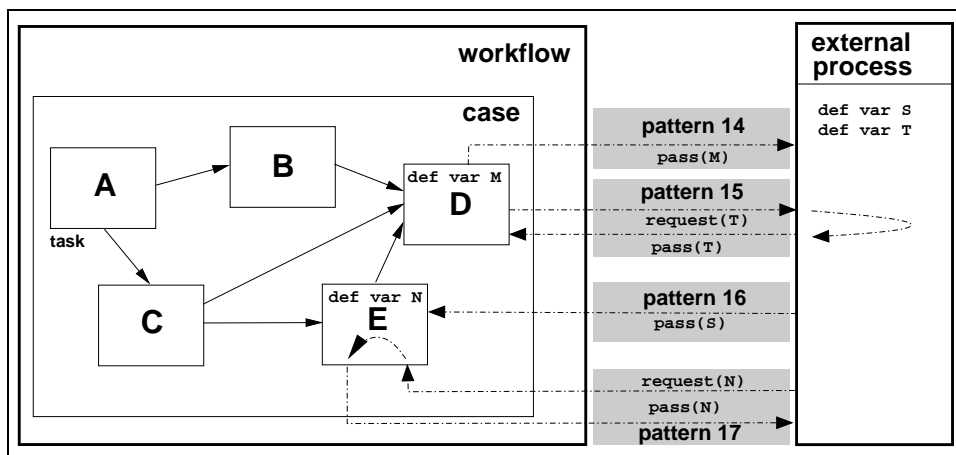 workflow
external
process
case
def var S
def var T
pattern 14
pass(M)
A
B
def var M
D
pattern 15
request(T)
pass(T)
task
C
def var N
E
pattern 16
pass(S)
request(N)
pass(N)
pattern 17